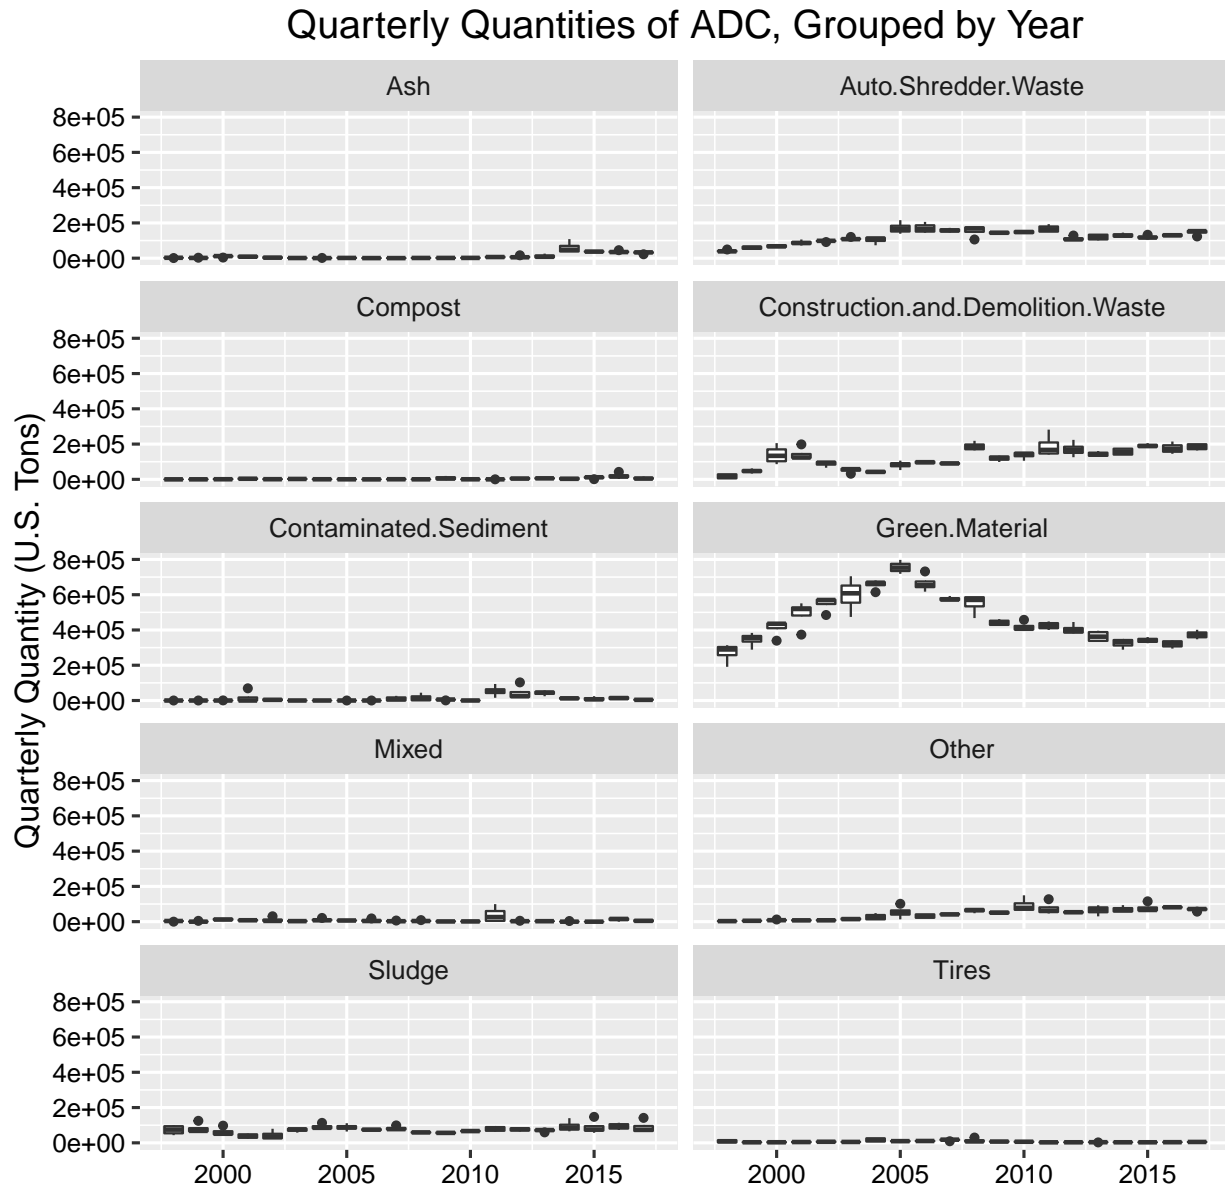 Quarterly Quantities of ADC, Grouped by Year
Quarterly Quantity (U.S. Tons)
Ash
Auto.Shredder.Waste
8e+05
6e+05
4e+05
2e+05
0e+00
Compost
Construction.and.Demolition.Waste
8e+05
6e+05
4e+05
2e+05
0e+00
Contaminated.Sediment
Green.Material
8e+05
6e+05
4e+05
2e+05
0e+00
Mixed
Other
8e+05
6e+05
4e+05
2e+05
0e+00
Sludge
Tires
8e+05
6e+05
4e+05
2e+05
0e+00
2000 2005 2010 2015 2000 2005 2010 2015